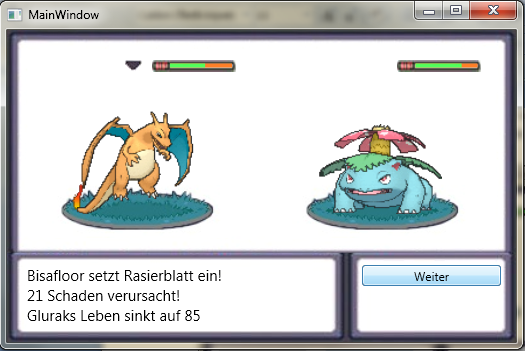 MainWindow
Bisafloor setzt Rasierblatt ein!
21 Schaden verursacht!
Gluraks Leben sinkt auf 85
Weiter